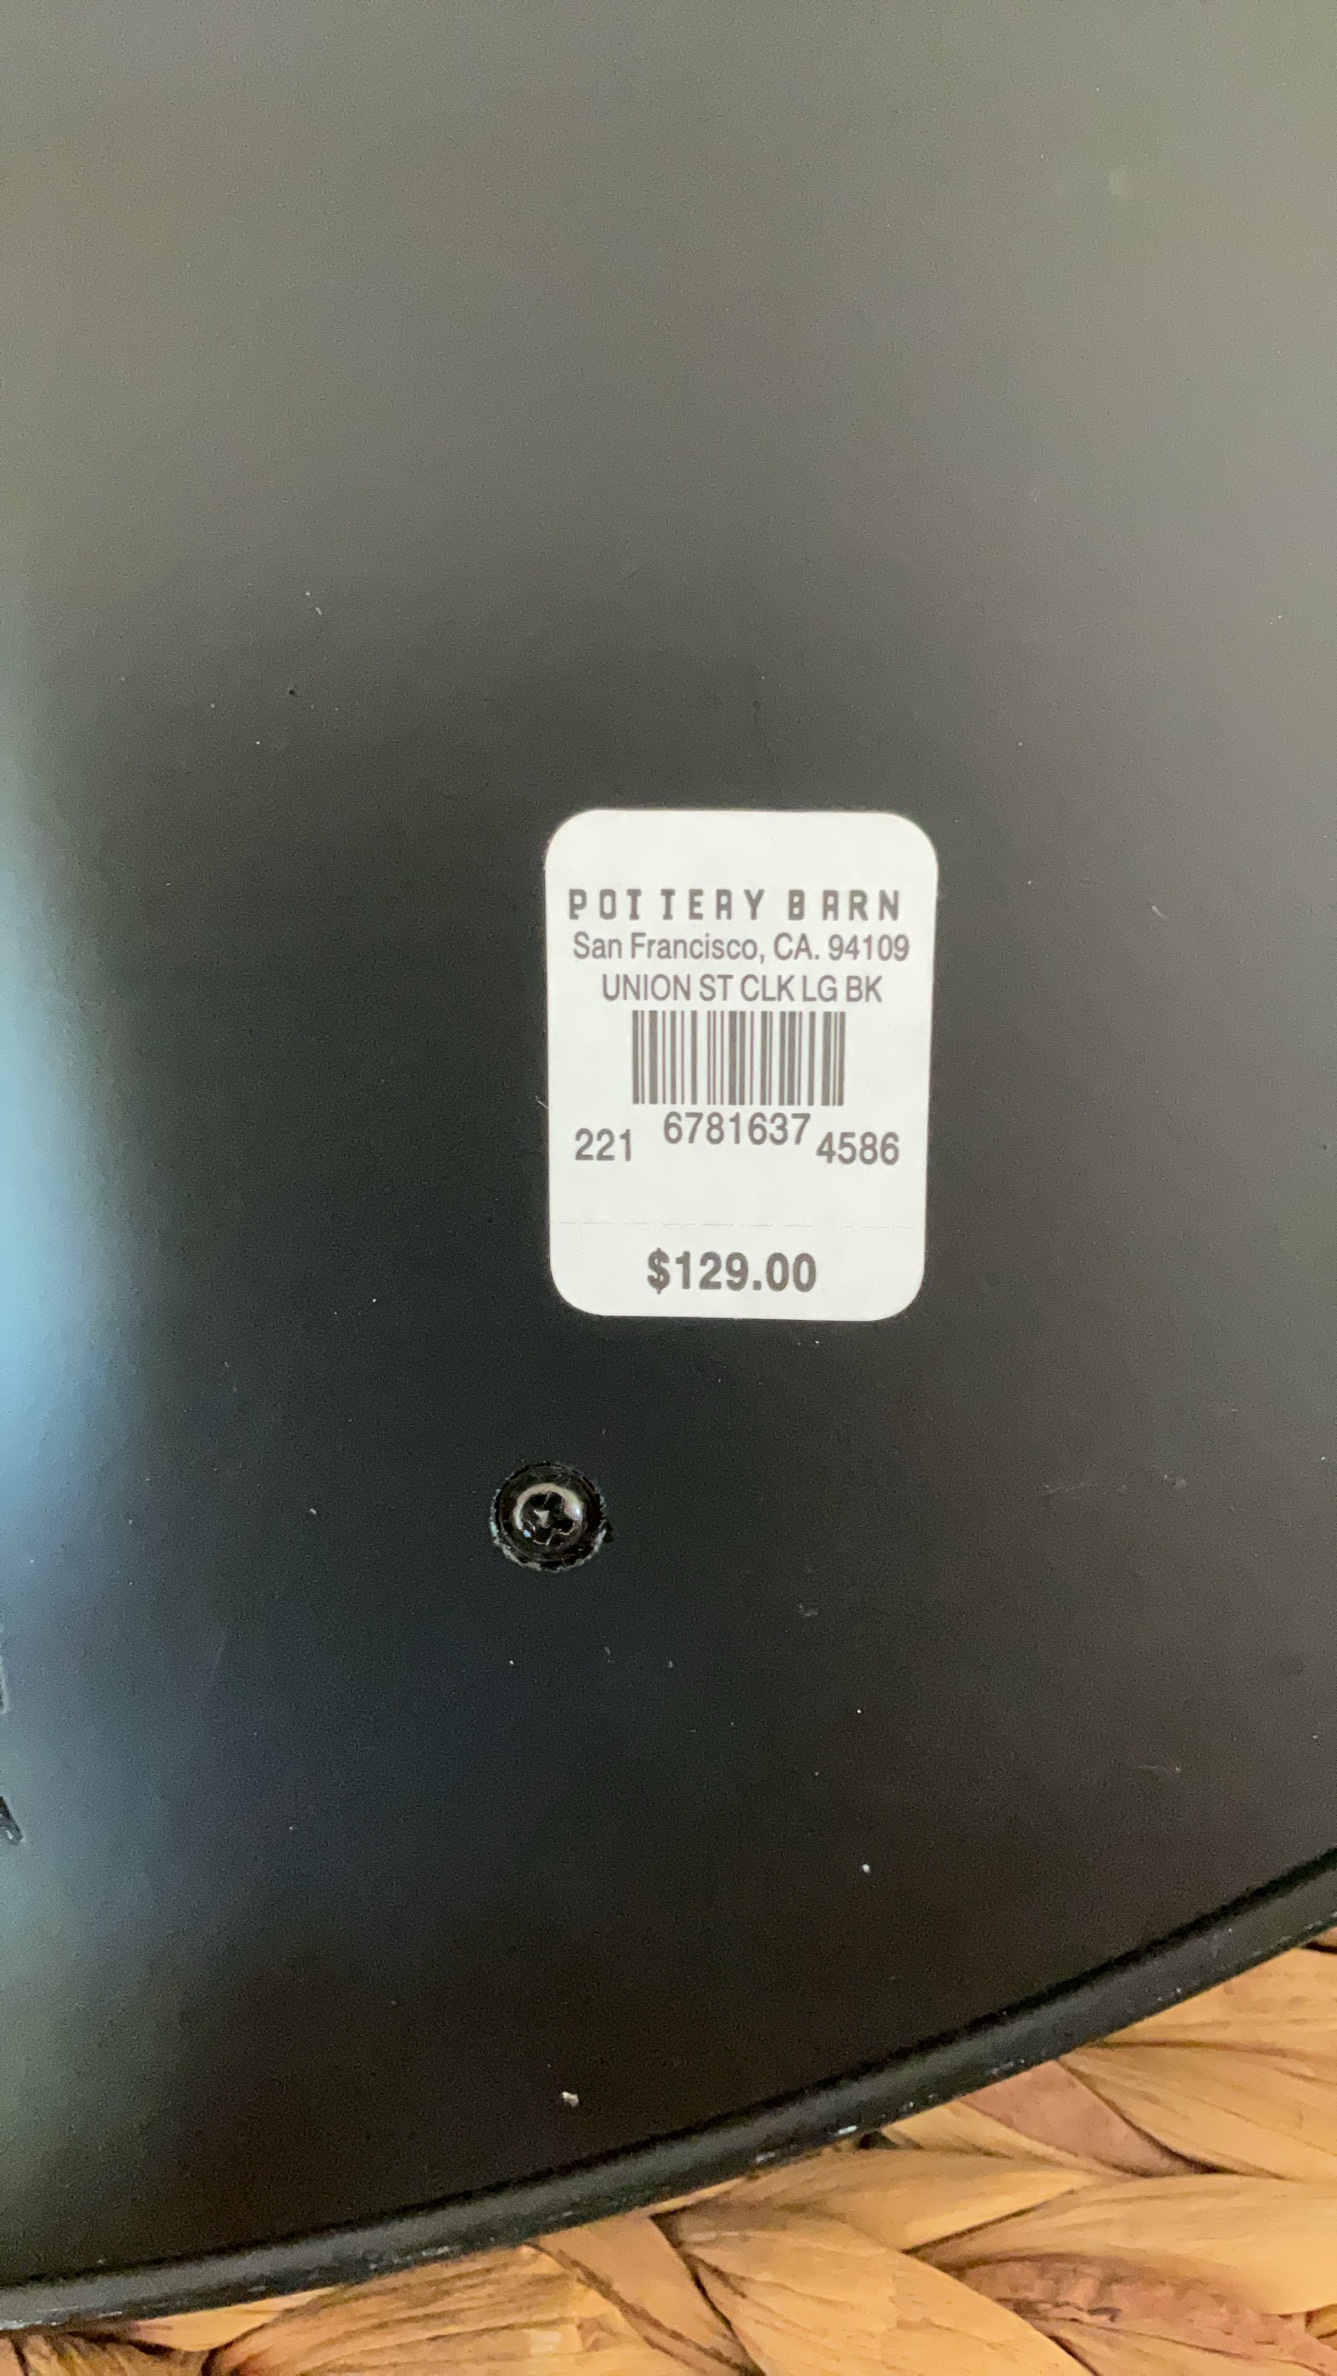 POTTERY BARN
San Francisco, CA. 94109
UNION ST CLK LG BK
221 6781637 4586
$129.00